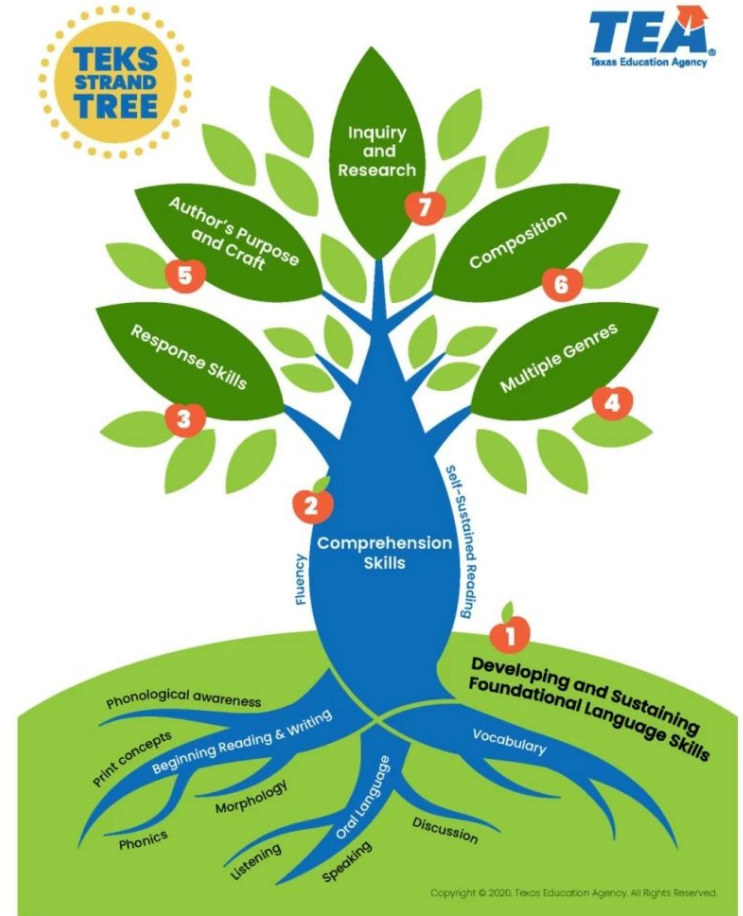 TEKS
STRAND
TREE
TEA®
Texas Education Agency
Inquiry
and
Research
7
Author's Purpose
and Craft
5
Composition
6
Response Skills
3
Multiple Genres
4
2
Comprehension
Skills
Fluency
Self-Sustained Reading
1
Developing and Sustaining
Foundational Language Skills
Phonological awareness
Beginning Reading & Writing
Print concepts
Morphology
Phonics
Oral Language
Listening
Speaking
Discussion
Vocabulary
Copyright © 2020. Texas Education Agency. All Rights Reserved.